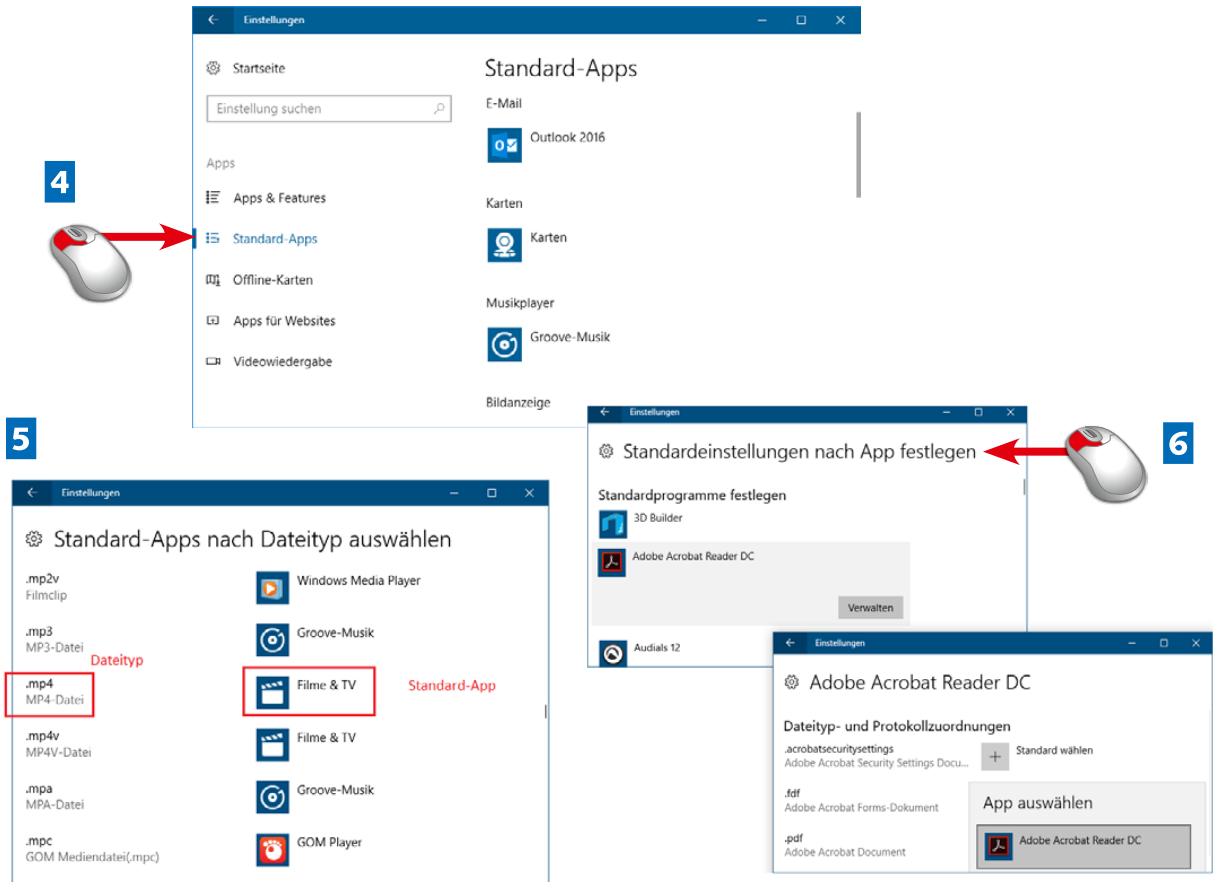 Einstellungen
Startseite
Einstellung suchen
Apps
Apps & Features
Standard-Apps
Offline-Karten
Apps für Websites
Videowiedergabe
Standard-Apps
E-Mail
Outlook 2016
Karten
Karten
Musikplayer
Groove-Musik
Bildanzeige
4
5
Einstellungen
Standard-Apps nach Dateityp auswählen
.mp2v
Filmclip
Windows Media Player
.mp3
MP3-Datei
Groove-Musik
Dateityp
.mp4
MP4-Datei
Filme & TV
Standard-App
.mp4v
MP4V-Datei
Filme & TV
.mpa
MPA-Datei
Groove-Musik
.mpc
GOM Mediendatei(.mpc)
GOM Player
6
Einstellungen
Standardeinstellungen nach App festlegen
Standardprogramme festlegen
3D Builder
Adobe Acrobat Reader DC
Verwalten
Audials 12
Einstellungen
Adobe Acrobat Reader DC
Dateityp- und Protokollzuordnungen
.acrobatsecuritysettings
Adobe Acrobat Security Settings Docu...
Standard wählen
.fdf
Adobe Acrobat Forms-Dokument
.pdf
Adobe Acrobat Document
App auswählen
Adobe Acrobat Reader DC